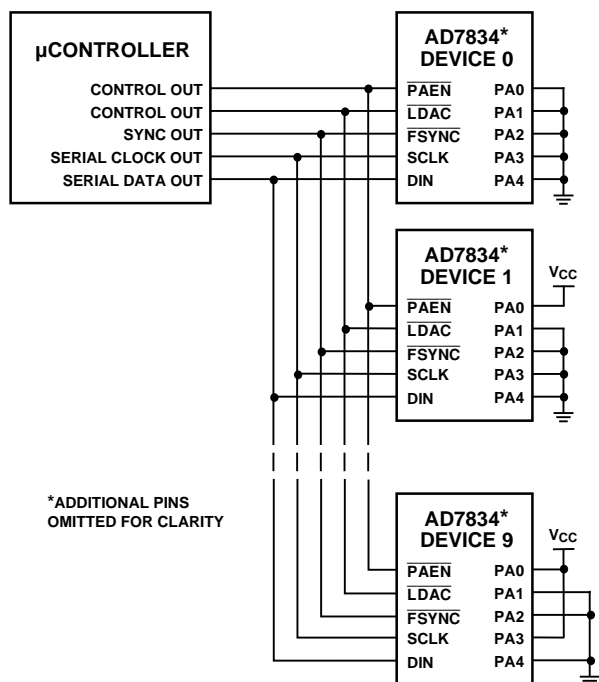 µCONTROLLER
CONTROL OUT
CONTROL OUT
SYNC OUT
SERIAL CLOCK OUT
SERIAL DATA OUT
AD7834*
DEVICE 0
PAEN PA0
LDAC PA1
FSYNC PA2
SCLK PA3
DIN PA4
AD7834*
DEVICE 1
VCC
PAEN PA0
LDAC PA1
FSYNC PA2
SCLK PA3
DIN PA4
*ADDITIONAL PINS
OMITTED FOR CLARITY
AD7834*
DEVICE 9
VCC
PAEN PA0
LDAC PA1
FSYNC PA2
SCLK PA3
DIN PA4